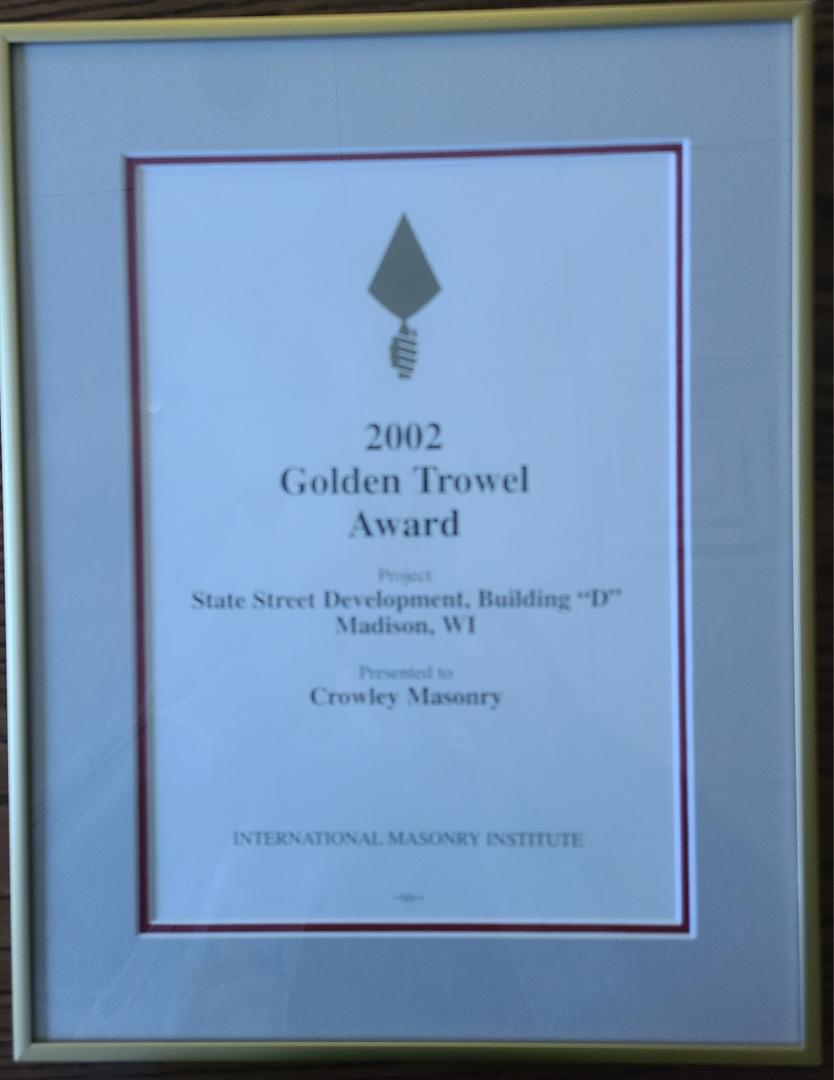 2002
Golden Trowel
Award
Project
State Street Development, Building “D”
Madison, WI
Presented to
Crowley Masonry
INTERNATIONAL MASONRY INSTITUTE